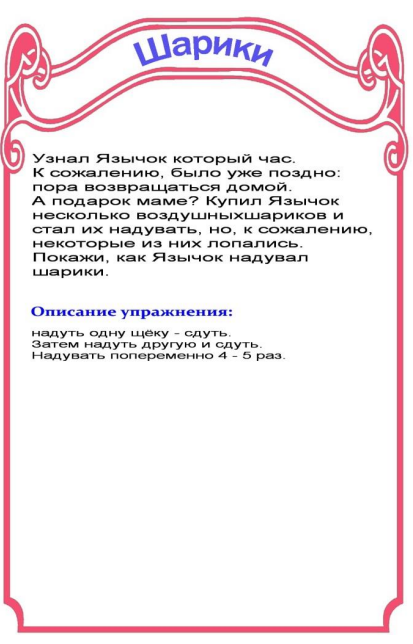 Шарики
Узнал Язычок который час.
К сожалению, было уже поздно:
пора возвращаться домой.
А подарок маме? Купил Язычок
несколько воздушныхшариков и
стал их надувать, но, к сожалению,
некоторые из них лопались.
Покажи, как Язычок надувал
шарики.
Описание упражнения:
надуть одну щёку - сдуть.
Затем надуть другую и сдуть.
Надувать попеременно 4 - 5 раз.